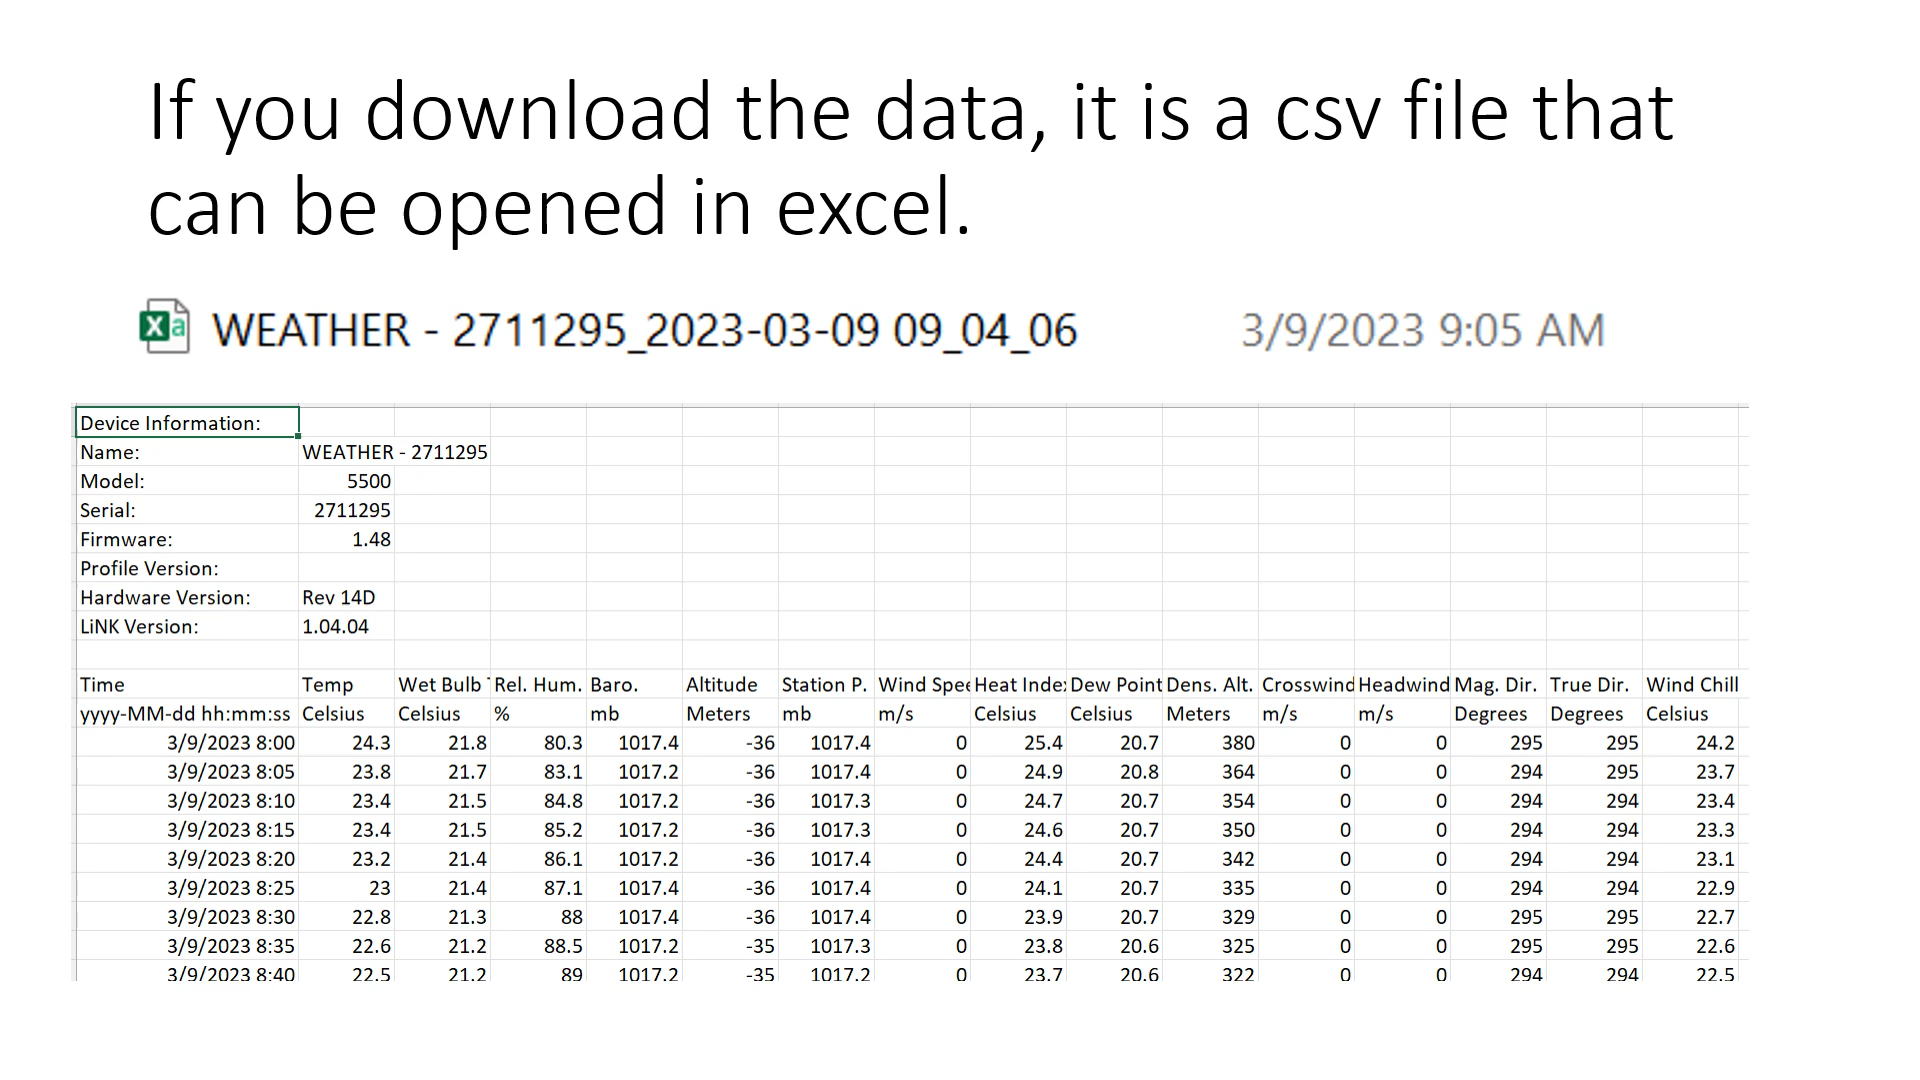 If you download the data, it is a csv file that
can be opened in excel.
WEATHER - 2711295_2023-03-09 09_04_06 3/9/2023 9:05 AM
Device Information:
Name: WEATHER - 2711295
Model: 5500
Serial: 2711295
Firmware: 1.48
Profile Version:
Hardware Version: Rev 14D
LiNK Version: 1.04.04
Time Temp Wet Bulb Rel. Hum. Baro. Altitude Station P. Wind Spee Heat Index Dew Point Dens. Alt. Crosswind Headwind Mag. Dir. True Dir. Wind Chill
yyyy-MM-dd hh:mm:ss Celsius Celsius % mb Meters mb m/s Celsius Celsius Meters m/s m/s Degrees Degrees Celsius
3/9/2023 8:00 24.3 21.8 80.3 1017.4 -36 1017.4 0 25.4 20.7 380 0 0 295 295 24.2
3/9/2023 8:05 23.8 21.7 83.1 1017.2 -36 1017.4 0 24.9 20.8 364 0 0 294 295 23.7
3/9/2023 8:10 23.4 21.5 84.8 1017.2 -36 1017.3 0 24.7 20.7 354 0 0 294 294 23.4
3/9/2023 8:15 23.4 21.5 85.2 1017.2 -36 1017.3 0 24.6 20.7 350 0 0 294 294 23.3
3/9/2023 8:20 23.2 21.4 86.1 1017.2 -36 1017.4 0 24.4 20.7 342 0 0 294 294 23.1
3/9/2023 8:25 23 21.4 87.1 1017.4 -36 1017.4 0 24.1 20.7 335 0 0 294 294 22.9
3/9/2023 8:30 22.8 21.3 88 1017.4 -36 1017.4 0 23.9 20.7 329 0 0 295 295 22.7
3/9/2023 8:35 22.6 21.2 88.5 1017.2 -35 1017.3 0 23.8 20.6 325 0 0 295 295 22.6
3/9/2023 8:40 22.5 21.2 89 1017.2 -35 1017.2 0 23.7 20.6 322 0 0 294 294 22.5